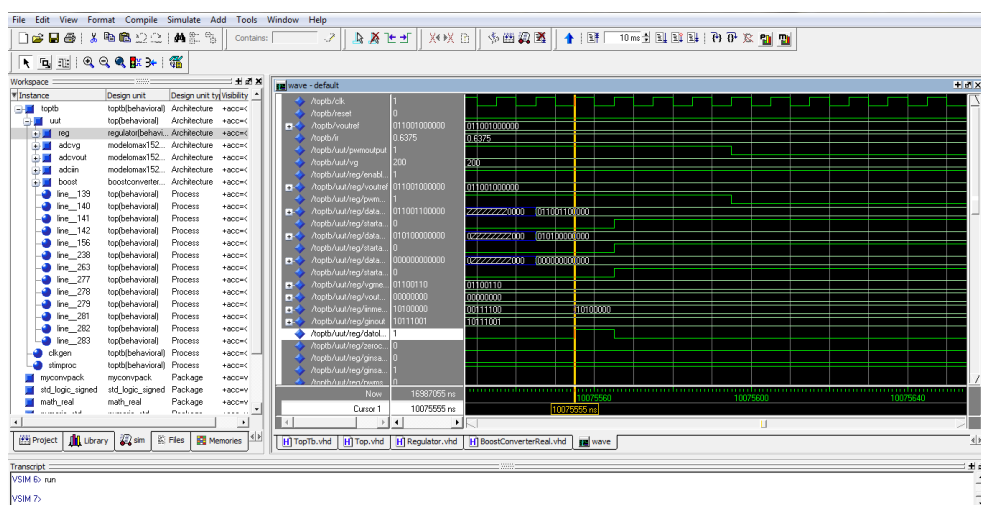 File Edit View Format Compile Simulate Add Tools Window Help
Contains:
10 ms
Workspace
Instance Design unit Design unit typ Visibility
toptb toptb(behavioral) Architecture +acc=<
uut top(behavioral) Architecture +acc=<
reg regulator(behavi... Architecture +acc=<
adcvg modelomax152... Architecture +acc=<
adcvout modelomax152... Architecture +acc=<
adciin modelomax152... Architecture +acc=<
boost boostconverter... Architecture +acc=<
line__139 top(behavioral) Process +acc=<
line__140 top(behavioral) Process +acc=<
line__141 top(behavioral) Process +acc=<
line__142 top(behavioral) Process +acc=<
line__156 top(behavioral) Process +acc=<
line__238 top(behavioral) Process +acc=<
line__263 top(behavioral) Process +acc=<
line__277 top(behavioral) Process +acc=<
line__278 top(behavioral) Process +acc=<
line__279 top(behavioral) Process +acc=<
line__281 top(behavioral) Process +acc=<
line__282 top(behavioral) Process +acc=<
line__283 top(behavioral) Process +acc=<
clkgen toptb(behavioral) Process +acc=<
stimproc toptb(behavioral) Process +acc=<
myconvpack myconvpack Package +acc=v
std_logic_signed std_logic_signed Package +acc=v
math_real math_real Package +acc=v
Project Library sim Files Memories
wave - default
/toptb/clk 1
/toptb/reset 0
/toptb/voutref 011001000000 011001000000
/toptb/ir 0.6375 0.6375
/toptb/uut/pwmoutput 1
/toptb/uut/vg 200 200
/toptb/uut/reg/enabl... 1
/toptb/uut/reg/voutref 011001000000 011001000000
/toptb/uut/reg/pwm... 1
/toptb/uut/reg/data... 011001100000 ZZZZZZZZ0000 011001100000
/toptb/uut/reg/starta... 0
/toptb/uut/reg/data... 010100000000 0ZZZZZZZZ000 010100000000
/toptb/uut/reg/starta... 0
/toptb/uut/reg/data... 000000000000 0ZZZZZZZZ000 000000000000
/toptb/uut/reg/starta... 0
/toptb/uut/reg/vgme... 01100110 01100110
/toptb/uut/reg/vout... 00000000 00000000
/toptb/uut/reg/iinme... 10100000 00111100 10100000
/toptb/uut/reg/ginout 10111001 10111001
/toptb/uut/reg/datol... 1
/toptb/uut/reg/zeroc... 0
/toptb/uut/reg/ginsa... 0
/toptb/uut/reg/ginsa... 1
/toptb/uut/reg/pwms... 0
Now 16987055 ns 10075560 10075600 10075640
Cursor 1 10075555 ns 10075555 ns
TopTb.vhd Top.vhd Regulator.vhd BoostConverterReal.vhd wave
Transcript
VSIM 6> run
VSIM 7>